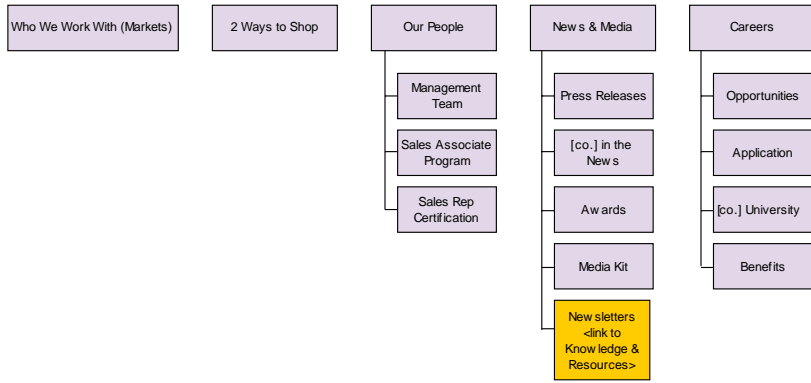 Who We Work With (Markets)
2 Ways to Shop
Our People
News & Media
Careers
Management
Team
Sales Associate
Program
Sales Rep
Certification
Press Releases
[co.] in the
News
Awards
Media Kit
Newsletters
<link to
Knowledge &
Resources>
Opportunities
Application
[co.] University
Benefits